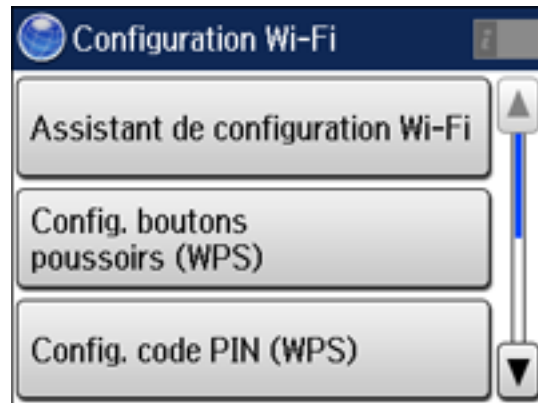 Configuration Wi-Fi
i
Assistant de configuration Wi-Fi
Config. boutons
poussoirs (WPS)
Config. code PIN (WPS)